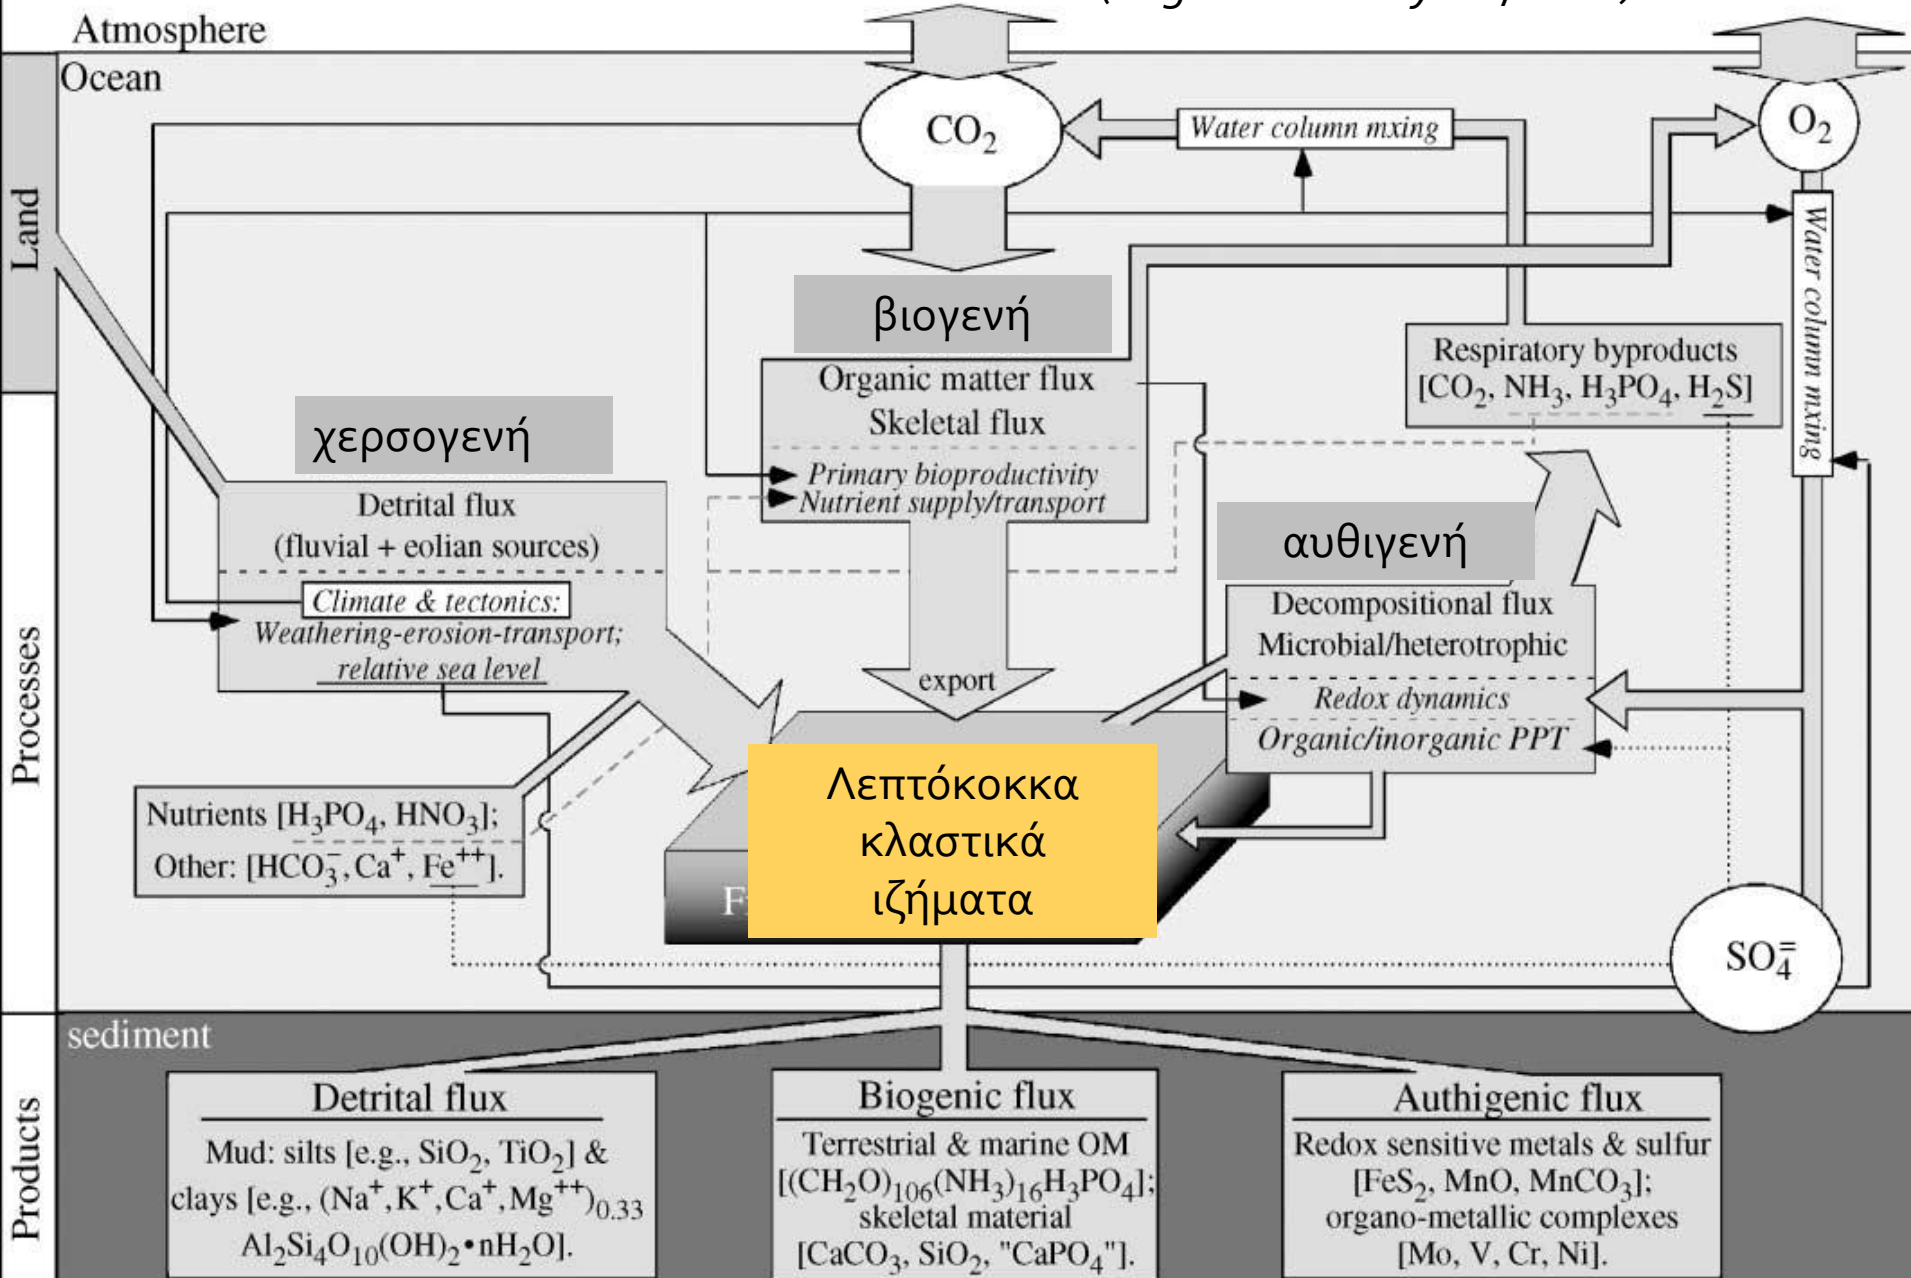 Atmosphere
Ocean
CO₂
Water column mxing
O₂
Land
Water column mxing
βιογενή
Organic matter flux
Skeletal flux
Primary bioproductivity
Nutrient supply/transport
Respiratory byproducts
[CO₂, NH₃, H₃PO₄, H₂S]
χερσογενή
Detrital flux
(fluvial + eolian sources)
Climate & tectonics:
Weathering-erosion-transport;
relative sea level
αυθιγενή
Decompositional flux
Microbial/heterotrophic
Redox dynamics
Organic/inorganic PPT
export
Processes
Λεπτόκοκκα
κλαστικά
ιζήματα
F
Nutrients [H₃PO₄, HNO₃];
Other: [HCO₃⁻, Ca⁺, Fe⁺⁺].
SO₄⁼
sediment
Products
Detrital flux
Mud: silts [e.g., SiO₂, TiO₂] &
clays [e.g., (Na⁺,K⁺,Ca⁺,Mg⁺⁺)₀.₃₃
Al₂Si₄O₁₀(OH)₂•nH₂O].
Biogenic flux
Terrestrial & marine OM
[(CH₂O)₁₀₆(NH₃)₁₆H₃PO₄];
skeletal material
[CaCO₃, SiO₂, "CaPO₄"].
Authigenic flux
Redox sensitive metals & sulfur
[FeS₂, MnO, MnCO₃];
organo-metallic complexes
[Mo, V, Cr, Ni].